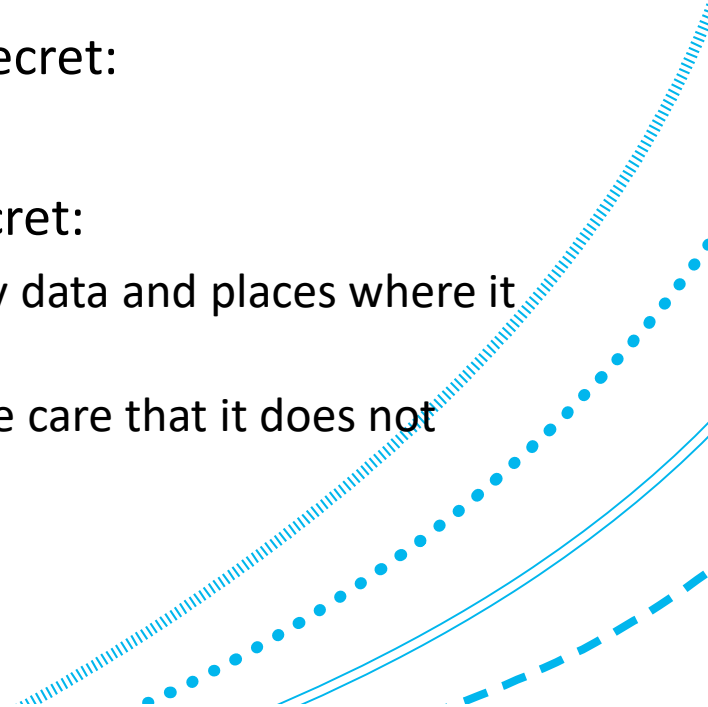 ecret:
cret:
y data and places where it
e care that it does not